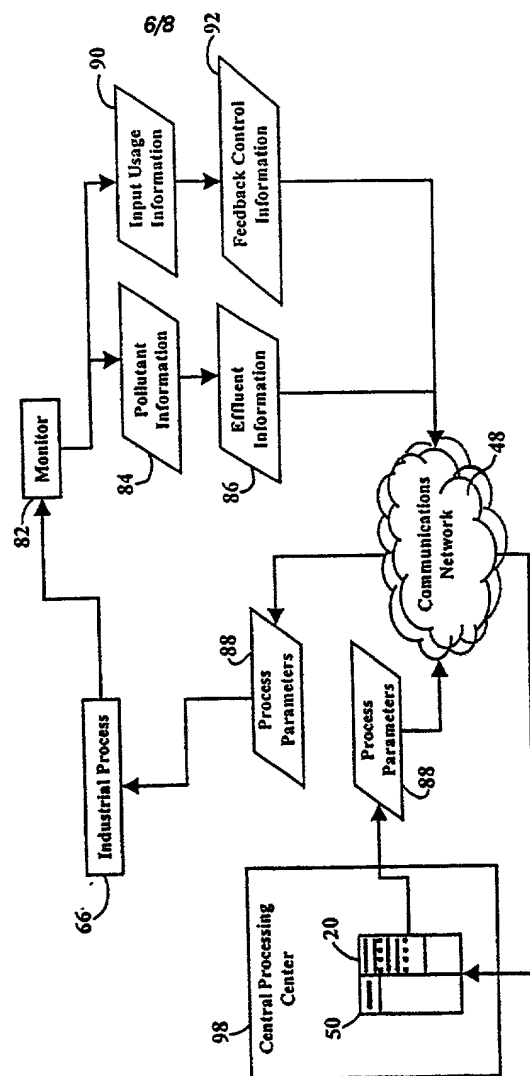 6/8
82
Monitor
90
Input Usage
Information
92
Feedback Control
Information
84
Pollutant
Information
86
Effluent
Information
66
Industrial Process
88
Process
Parameters
Process
Parameters
88
48
Communications
Network
98
Central Processing
Center
50
20